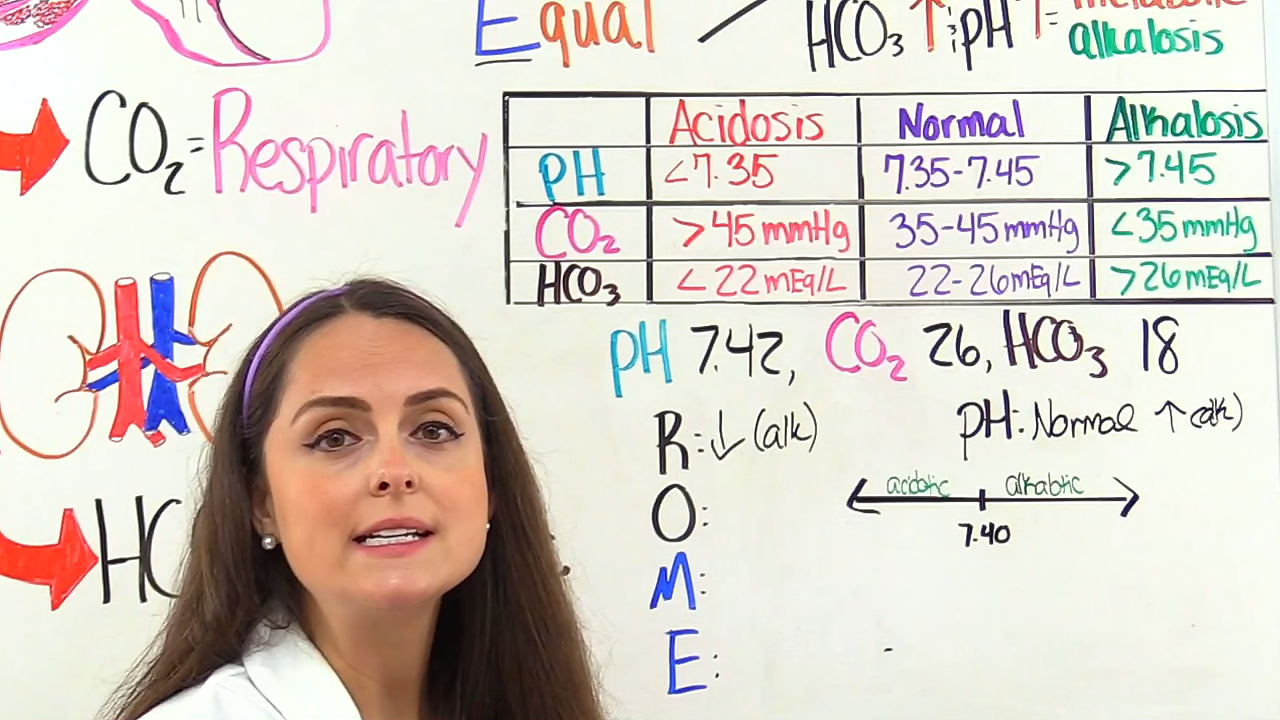 Equal
HCO₃ ↑ ; pH ↑ = metabolic
alkalosis
CO₂ = Respiratory
Acidosis Normal Alkalosis
PH <7.35 7.35-7.45 >7.45
CO₂ >45 mmHg 35-45 mmHg <35 mmHg
HCO₃ <22 mEq/L 22-26 mEq/L >26 mEq/L
pH 7.42, CO₂ 26, HCO₃ 18
R: ↓ (alk) pH: Normal ↑ (alk)
acidotic alkalotic
O:
7.40
HC
M:
E: